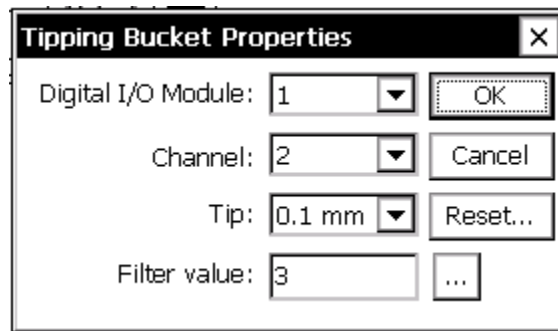 Tipping Bucket Properties
Digital I/O Module: 1 OK
Channel: 2 Cancel
Tip: 0.1 mm Reset...
Filter value: 3 ...